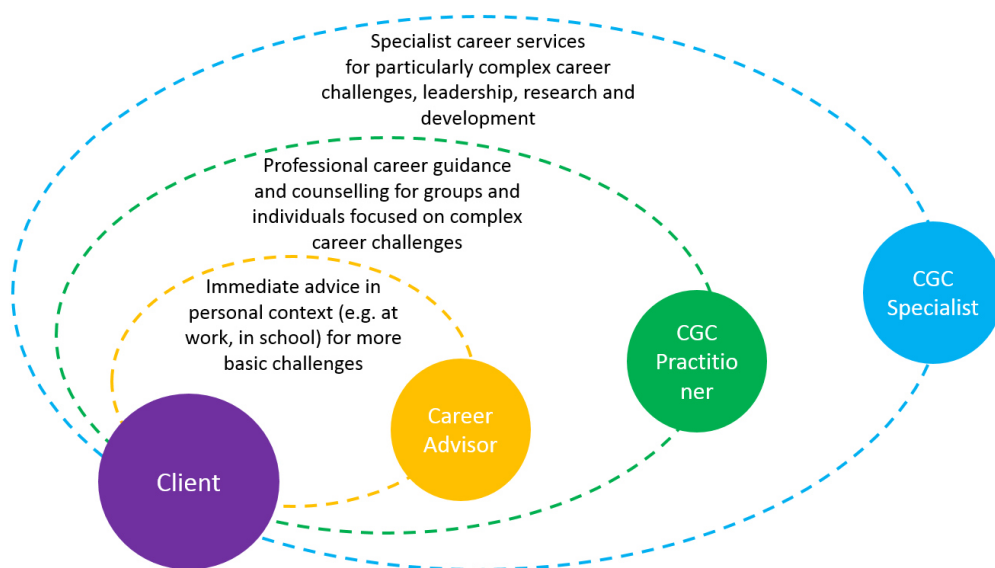 Specialist career services
for particularly complex career
challenges, leadership, research and
development
Professional career guidance
and counselling for groups and
individuals focused on complex
career challenges
Immediate advice in
personal context (e.g. at
work, in school) for more
basic challenges
CGC
Specialist
CGC
Practitio
ner
Career
Advisor
Client